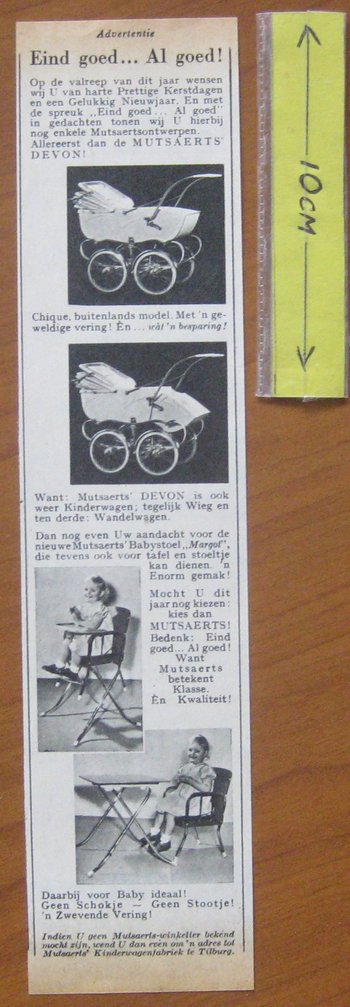 Advertentie
Eind goed... Al goed!
Op de valreep van dit jaar wensen
wij U van harte Prettige Kerstdagen
en een Gelukkig Nieuwjaar. En met
de spreuk „Eind goed... Al goed"
in gedachten tonen wij U hierbij
nog enkele Mutsaertsontwerpen.
Allereerst dan de MUTSAERTS'
DEVON!
Chique, buitenlands model. Met 'n ge-
weldige vering! Èn... wàt 'n besparing!
Want: Mutsaerts' DEVON is ook
weer Kinderwagen; tegelijk Wieg en
ten derde: Wandelwagen.
Dan nog even Uw aandacht voor de
nieuwe Mutsaerts' Babystoel „Margot",
die tevens ook voor tafel en stoeltje
kan dienen. 'n
Enorm gemak!
Mocht U dit
jaar nog kiezen:
kies dan
MUTSAERTS!
Bedenk: Eind
goed... Al goed!
Want
Mutsaerts
betekent
Klasse.
Èn Kwaliteit!
Daarbij voor Baby ideaal!
Geen Schokje — Geen Stootje!
'n Zwevende Vering!
Indien U geen Mutsaerts-winkelier bekend
mocht zijn, wend U dan even om 'n adres tot
Mutsaerts' Kinderwagenfabriek te Tilburg.
10CM